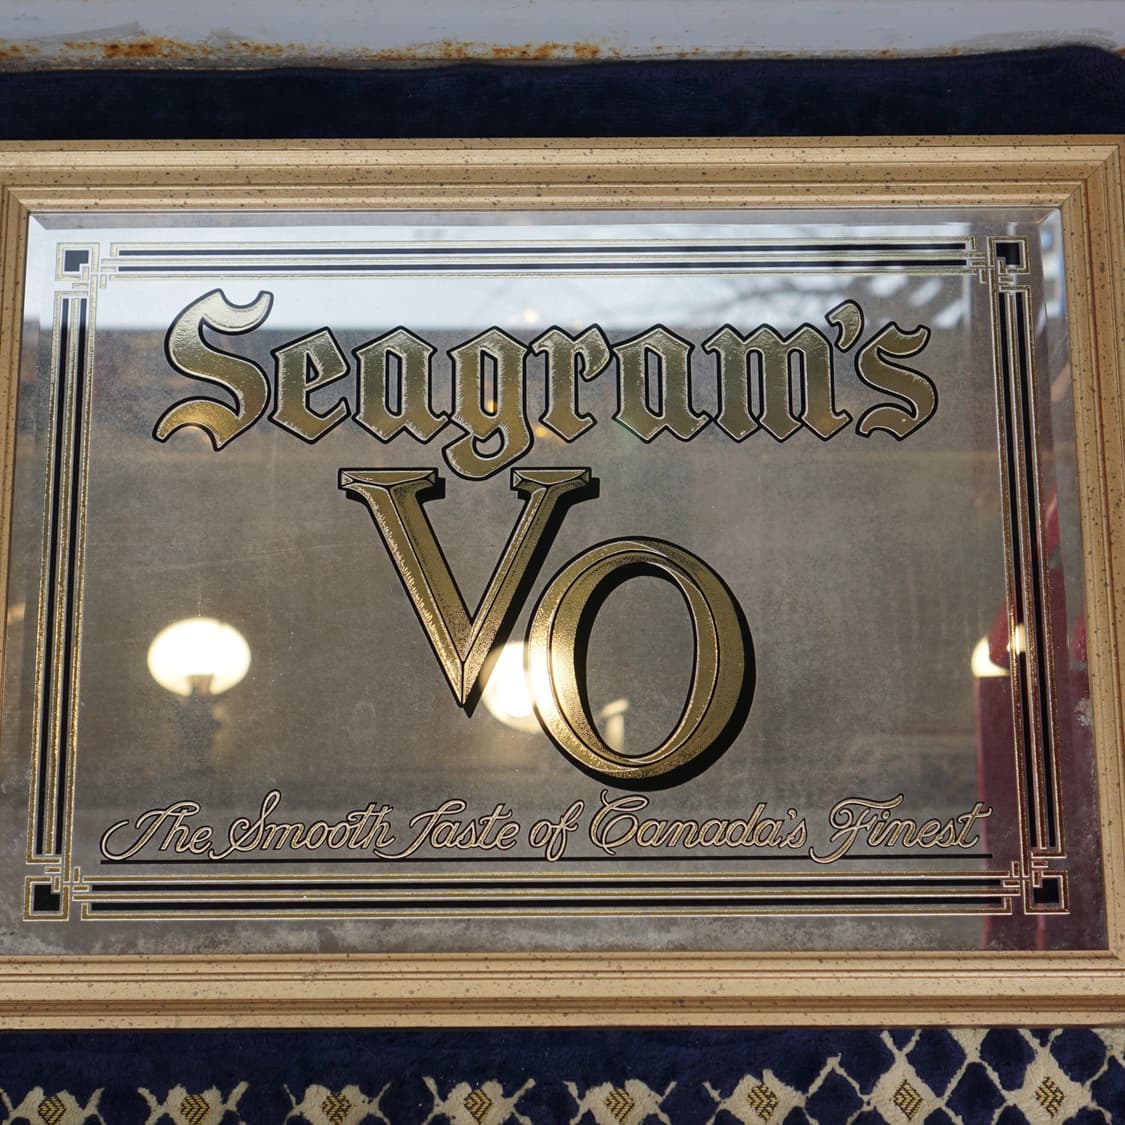 Seagram's
VO
The Smooth Taste of Canada's Finest